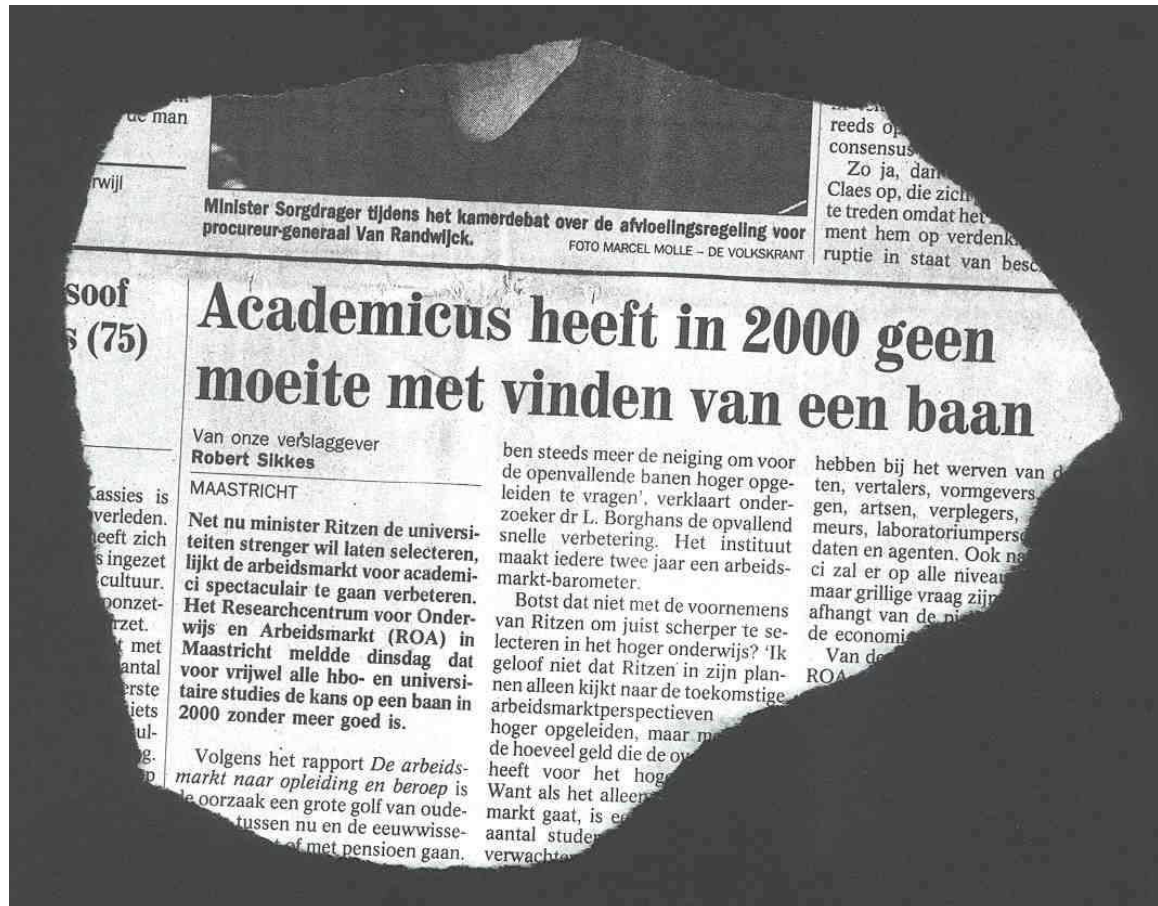 de man
rwijl
Minister Sorgdrager tijdens het kamerdebat over de afvloeiingsregeling voor
procureur-generaal Van Randwijck.
FOTO MARCEL MOLLE – DE VOLKSKRANT
reeds op
consensus
Zo ja, dan
Claes op, die zich
te treden omdat het
ment hem op verdenk
ruptie in staat van besc
soof
s (75)
Kassies is
verleden.
heeft zich
s ingezet
cultuur.
ponzet-
rzet.
t met
antal
erste
iets
ul-
g.
op
Academicus heeft in 2000 geen
moeite met vinden van een baan
Van onze verslaggever
Robert Sikkes
MAASTRICHT
Net nu minister Ritzen de universi-
teiten strenger wil laten selecteren,
lijkt de arbeidsmarkt voor academi-
ci spectaculair te gaan verbeteren.
Het Researchcentrum voor Onder-
wijs en Arbeidsmarkt (ROA) in
Maastricht meldde dinsdag dat
voor vrijwel alle hbo- en universi-
taire studies de kans op een baan in
2000 zonder meer goed is.
Volgens het rapport De arbeids-
markt naar opleiding en beroep is
de oorzaak een grote golf van oude-
tussen nu en de eeuwwisse-
of met pensioen gaan.
ben steeds meer de neiging om voor
de openvallende banen hoger opge-
leiden te vragen', verklaart onder-
zoeker dr L. Borghans de opvallend
snelle verbetering. Het instituut
maakt iedere twee jaar een arbeids-
markt-barometer.
Botst dat niet met de voornemens
van Ritzen om juist scherper te se-
lecteren in het hoger onderwijs? 'Ik
geloof niet dat Ritzen in zijn plan-
nen alleen kijkt naar de toekomstige
arbeidsmarktperspectieven
hoger opgeleiden, maar m
de hoeveel geld die de ov
heeft voor het hog
Want als het alleen
markt gaat, is e
aantal stude
verwachte
hebben bij het werven van d
ten, vertalers, vormgevers,
gen, artsen, verplegers,
meurs, laboratoriumperso
daten en agenten. Ook na
ci zal er op alle niveau
maar grillige vraag zijn
afhangt van de
de economi
Van de
ROA